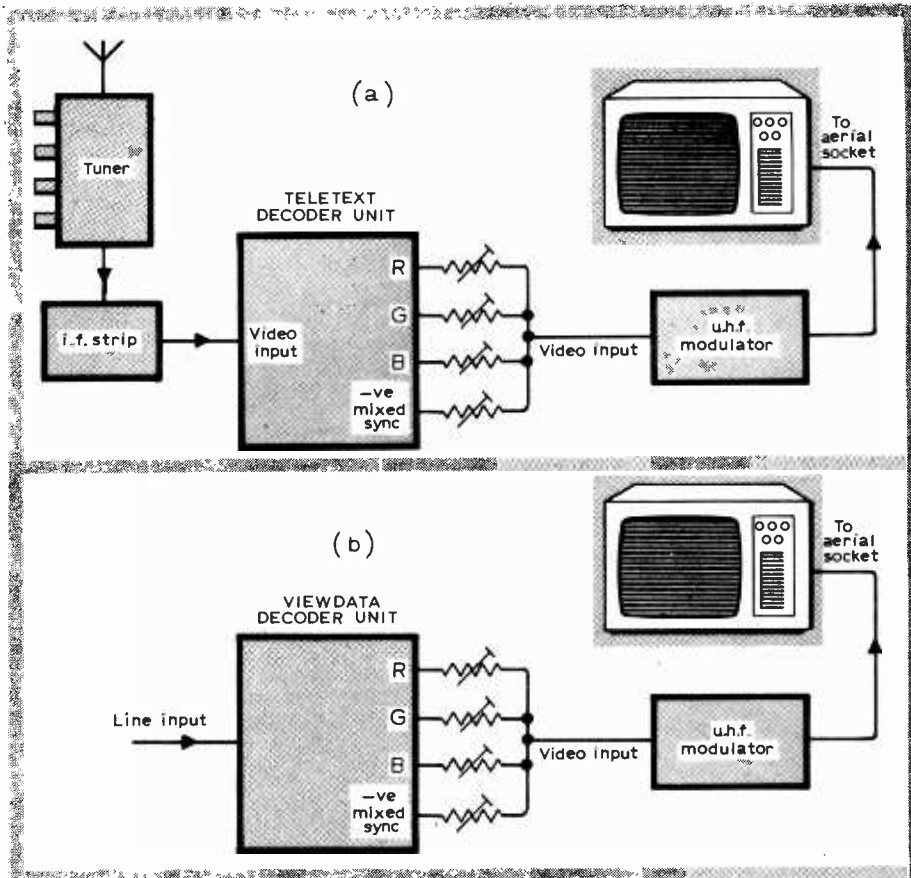 (a)
Tuner
i.f. strip
TELETEXT
DECODER UNIT
Video
input
R
G
B
–ve
mixed
sync
Video input
u.h.f.
modulator
To
aerial
socket
(b)
VIEWDATA
DECODER UNIT
Line input
R
G
B
–ve
mixed
sync
Video input
u.h.f.
modulator
To
aerial
socket